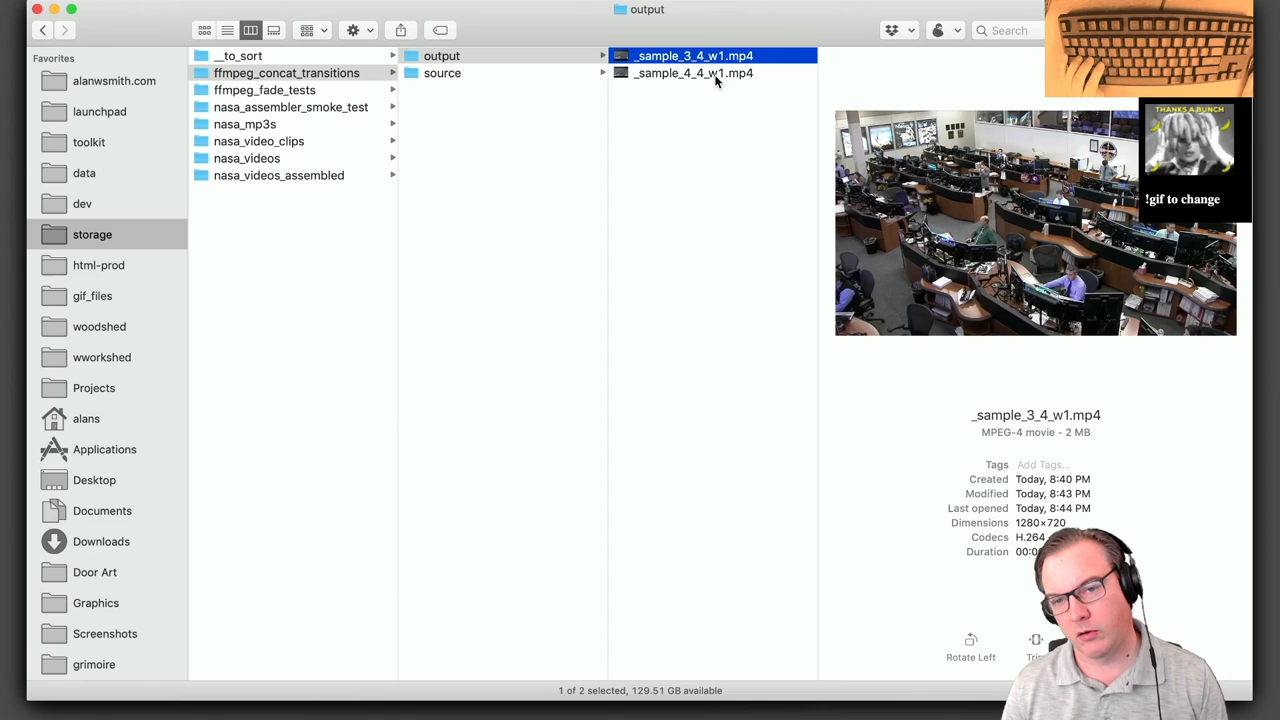 output
Search
Favorites
alanwsmith.com
launchpad
toolkit
data
dev
storage
html-prod
gif_files
woodshed
wworkshed
Projects
alans
Applications
Desktop
Documents
Downloads
Door Art
Graphics
Screenshots
grimoire
__to_sort
ffmpeg_concat_transitions
ffmpeg_fade_tests
nasa_assembler_smoke_test
nasa_mp3s
nasa_video_clips
nasa_videos
nasa_videos_assembled
output
source
_sample_3_4_w1.mp4
_sample_4_4_w1.mp4
THANKS A BUNCH
!gif to change
_sample_3_4_w1.mp4
MPEG-4 movie - 2 MB
Tags Add Tags...
Created Today, 8:40 PM
Modified Today, 8:43 PM
Last opened Today, 8:44 PM
Dimensions 1280×720
Codecs H.264
Duration
Rotate Left
1 of 2 selected, 129.51 GB available